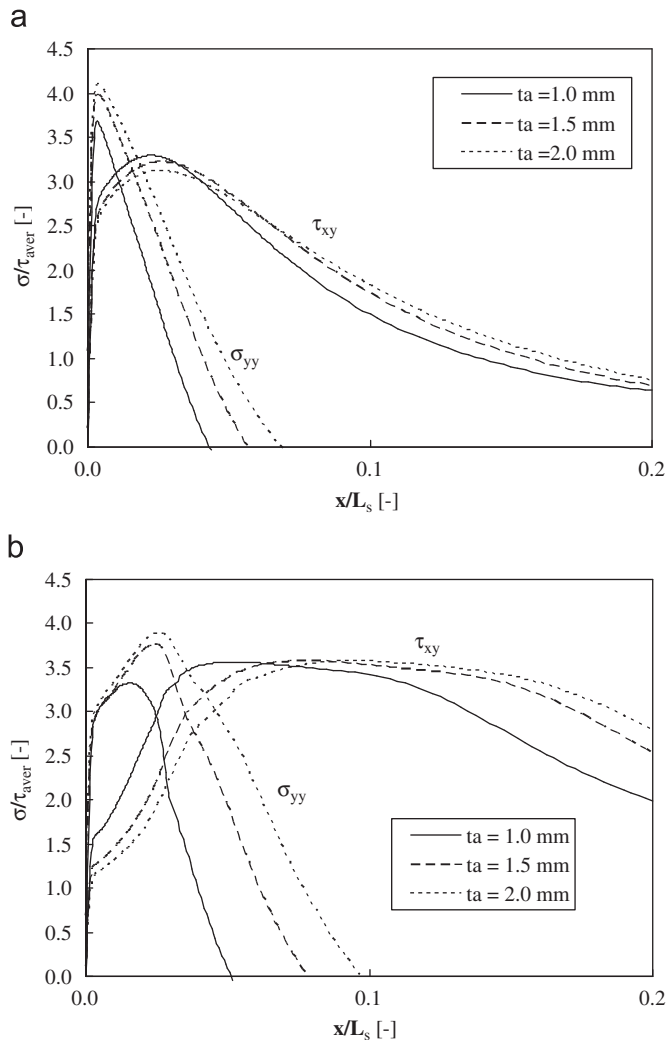 a
4.5
4.0
3.5
3.0
2.5
2.0
1.5
1.0
0.5
0.0
σ/τaver [-]
ta =1.0 mm
ta =1.5 mm
ta =2.0 mm
τxy
σyy
0.0
0.1
0.2
x/Ls [-]
b
4.5
4.0
3.5
3.0
2.5
2.0
1.5
1.0
0.5
0.0
σ/τaver [-]
τxy
σyy
ta = 1.0 mm
ta = 1.5 mm
ta = 2.0 mm
0.0
0.1
0.2
x/Ls [-]